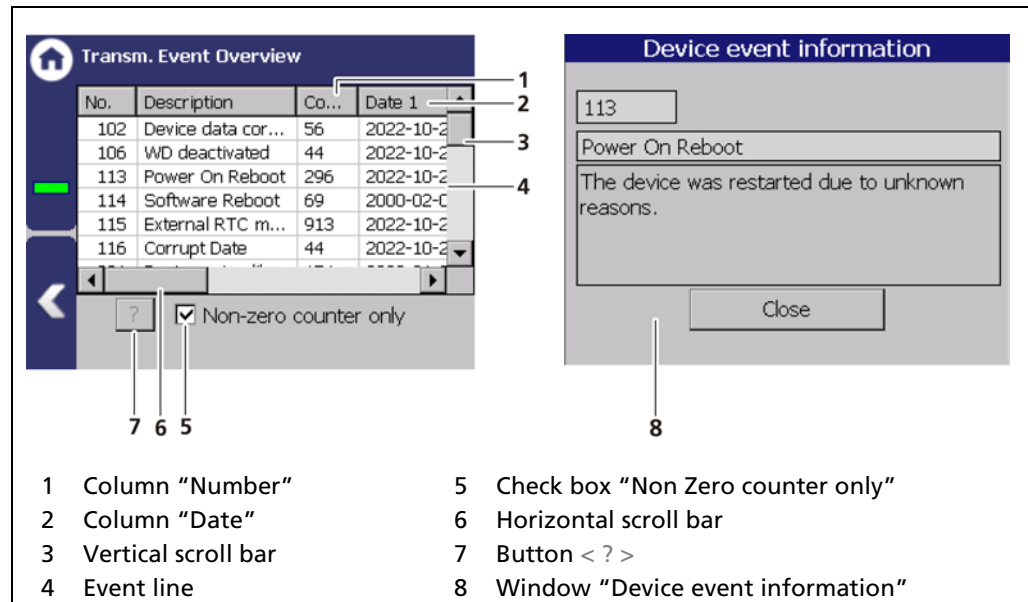 Transm. Event Overview
No. Description Co... Date 1
102 Device data cor... 56 2022-10-2
106 WD deactivated 44 2022-10-2
113 Power On Reboot 296 2022-10-2
114 Software Reboot 69 2000-02-0
115 External RTC m... 913 2022-10-2
116 Corrupt Date 44 2022-10-2
? Non-zero counter only
1
2
3
4
7 6 5
Device event information
113
Power On Reboot
The device was restarted due to unknown
reasons.
Close
8
1 Column “Number”
2 Column “Date”
3 Vertical scroll bar
4 Event line
5 Check box “Non Zero counter only”
6 Horizontal scroll bar
7 Button < ? >
8 Window “Device event information”